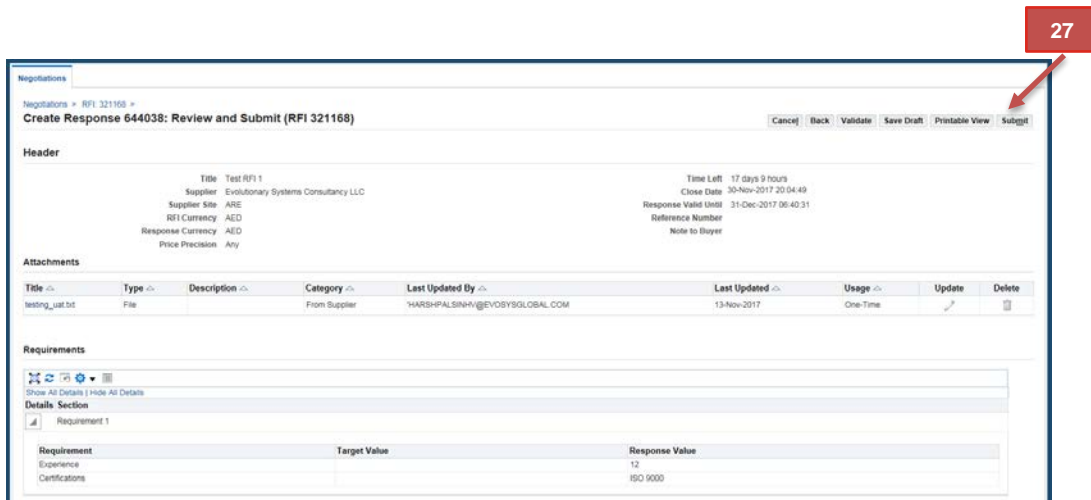 27
Negotiations
Negotiations > RFI: 321168 >
Create Response 644038: Review and Submit (RFI 321168)
Cancel Back Validate Save Draft Printable View Submit
Header
Title Test RFI 1
Supplier Evolutionary Systems Consultancy LLC
Supplier Site ARE
RFI Currency AED
Response Currency AED
Price Precision Any
Time Left 17 days 9 hours
Close Date 30-Nov-2017 20:04:49
Response Valid Until 31-Dec-2017 06:40:31
Reference Number
Note to Buyer
Attachments
Title Type Description Category Last Updated By Last Updated Usage Update Delete
testing_uat.txt File From Supplier 'HARSHPALSINHV@EVOSYSGLOBAL.COM 13-Nov-2017 One-Time
Requirements
Show All Details | Hide All Details
Details Section
Requirement 1
Requirement Target Value Response Value
Experience 12
Certifications ISO 9000